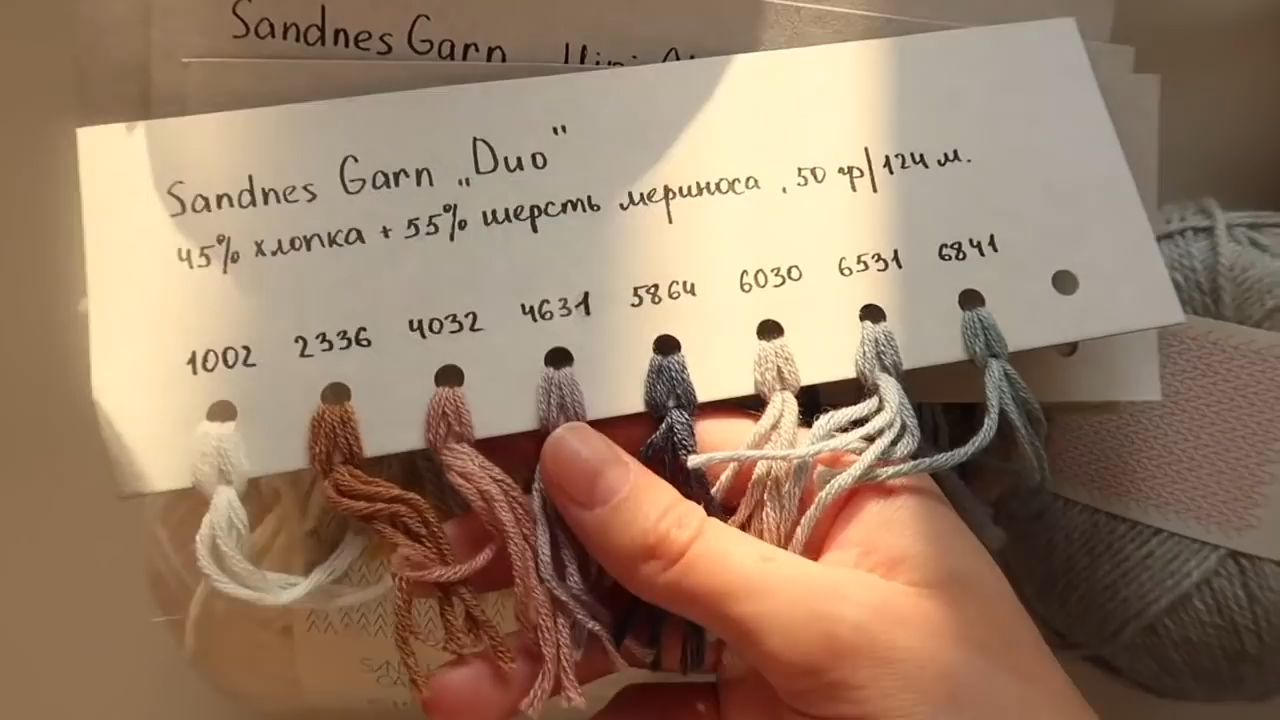 Sandnes Garn
Sandnes Garn „Duo"
45% хлопка + 55% шерсть мериноса , 50 гр/124 м.
1002 2336 4032 4631 5864 6030 6531 6841